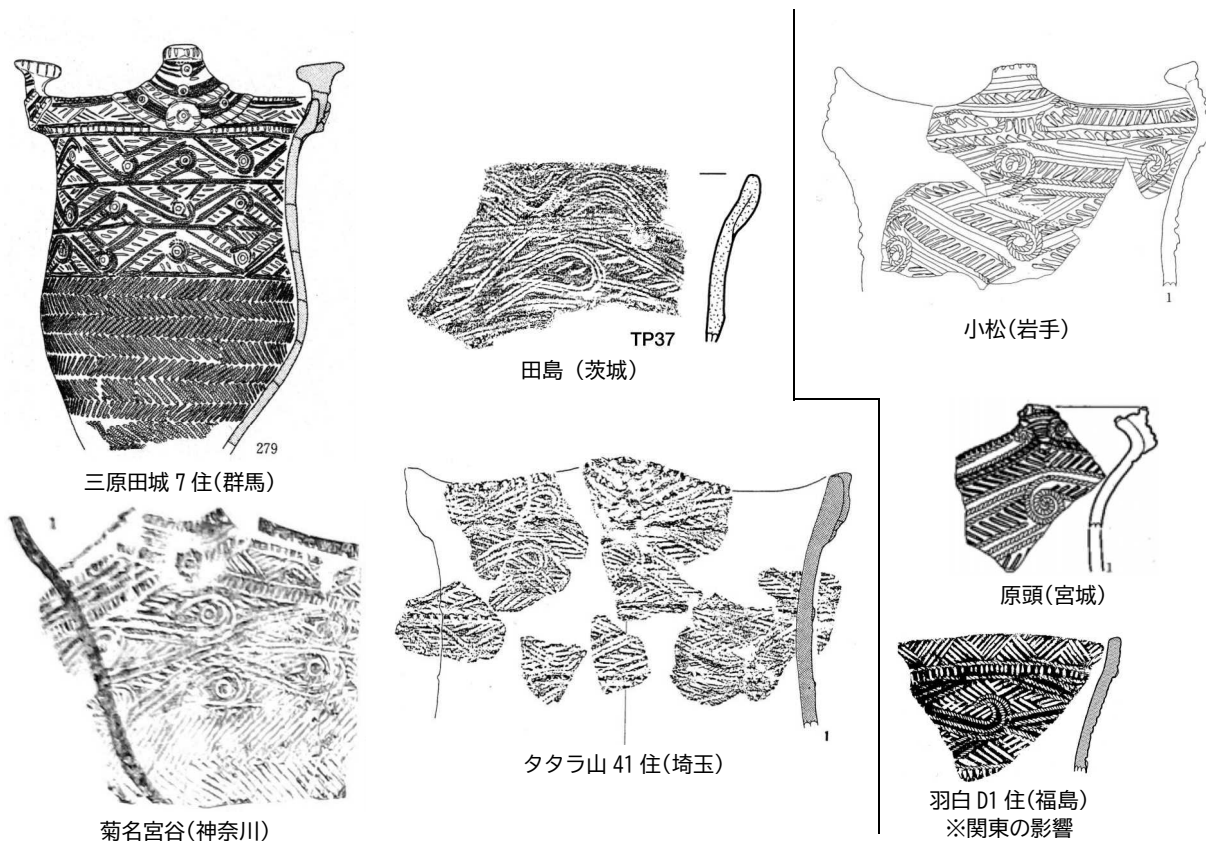 279
三原田城 7 住(群馬)
TP37
田島（茨城）
1
小松(岩手)
1
菊名宮谷(神奈川)
1
タタラ山 41 住(埼玉)
1
原頭(宮城)
羽白 D1 住(福島)
※関東の影響